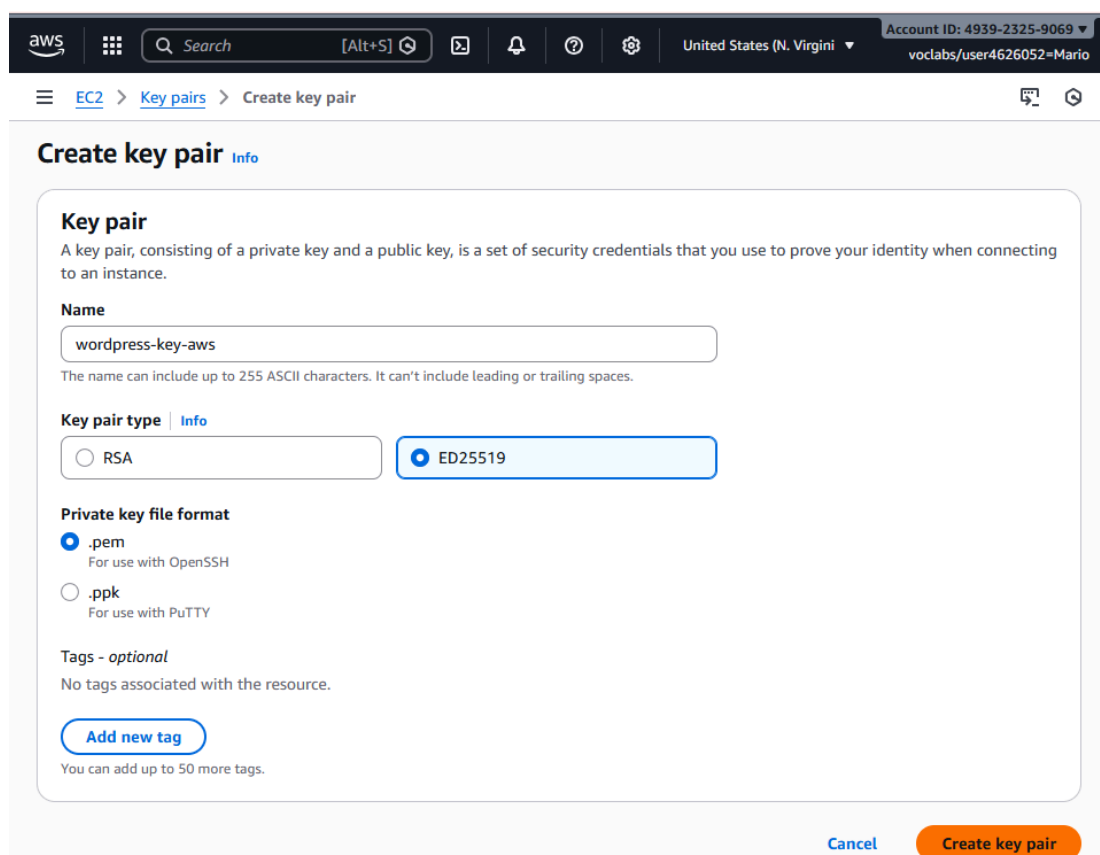 aws
Search [Alt+S]
United States (N. Virgini ▼
Account ID: 4939-2325-9069 ▼
voclabs/user4626052=Mario
EC2 > Key pairs > Create key pair
Create key pair Info
Key pair
A key pair, consisting of a private key and a public key, is a set of security credentials that you use to prove your identity when connecting
to an instance.
Name
wordpress-key-aws
The name can include up to 255 ASCII characters. It can't include leading or trailing spaces.
Key pair type | Info
RSA
ED25519
Private key file format
.pem
For use with OpenSSH
.ppk
For use with PuTTY
Tags - optional
No tags associated with the resource.
Add new tag
You can add up to 50 more tags.
Cancel
Create key pair